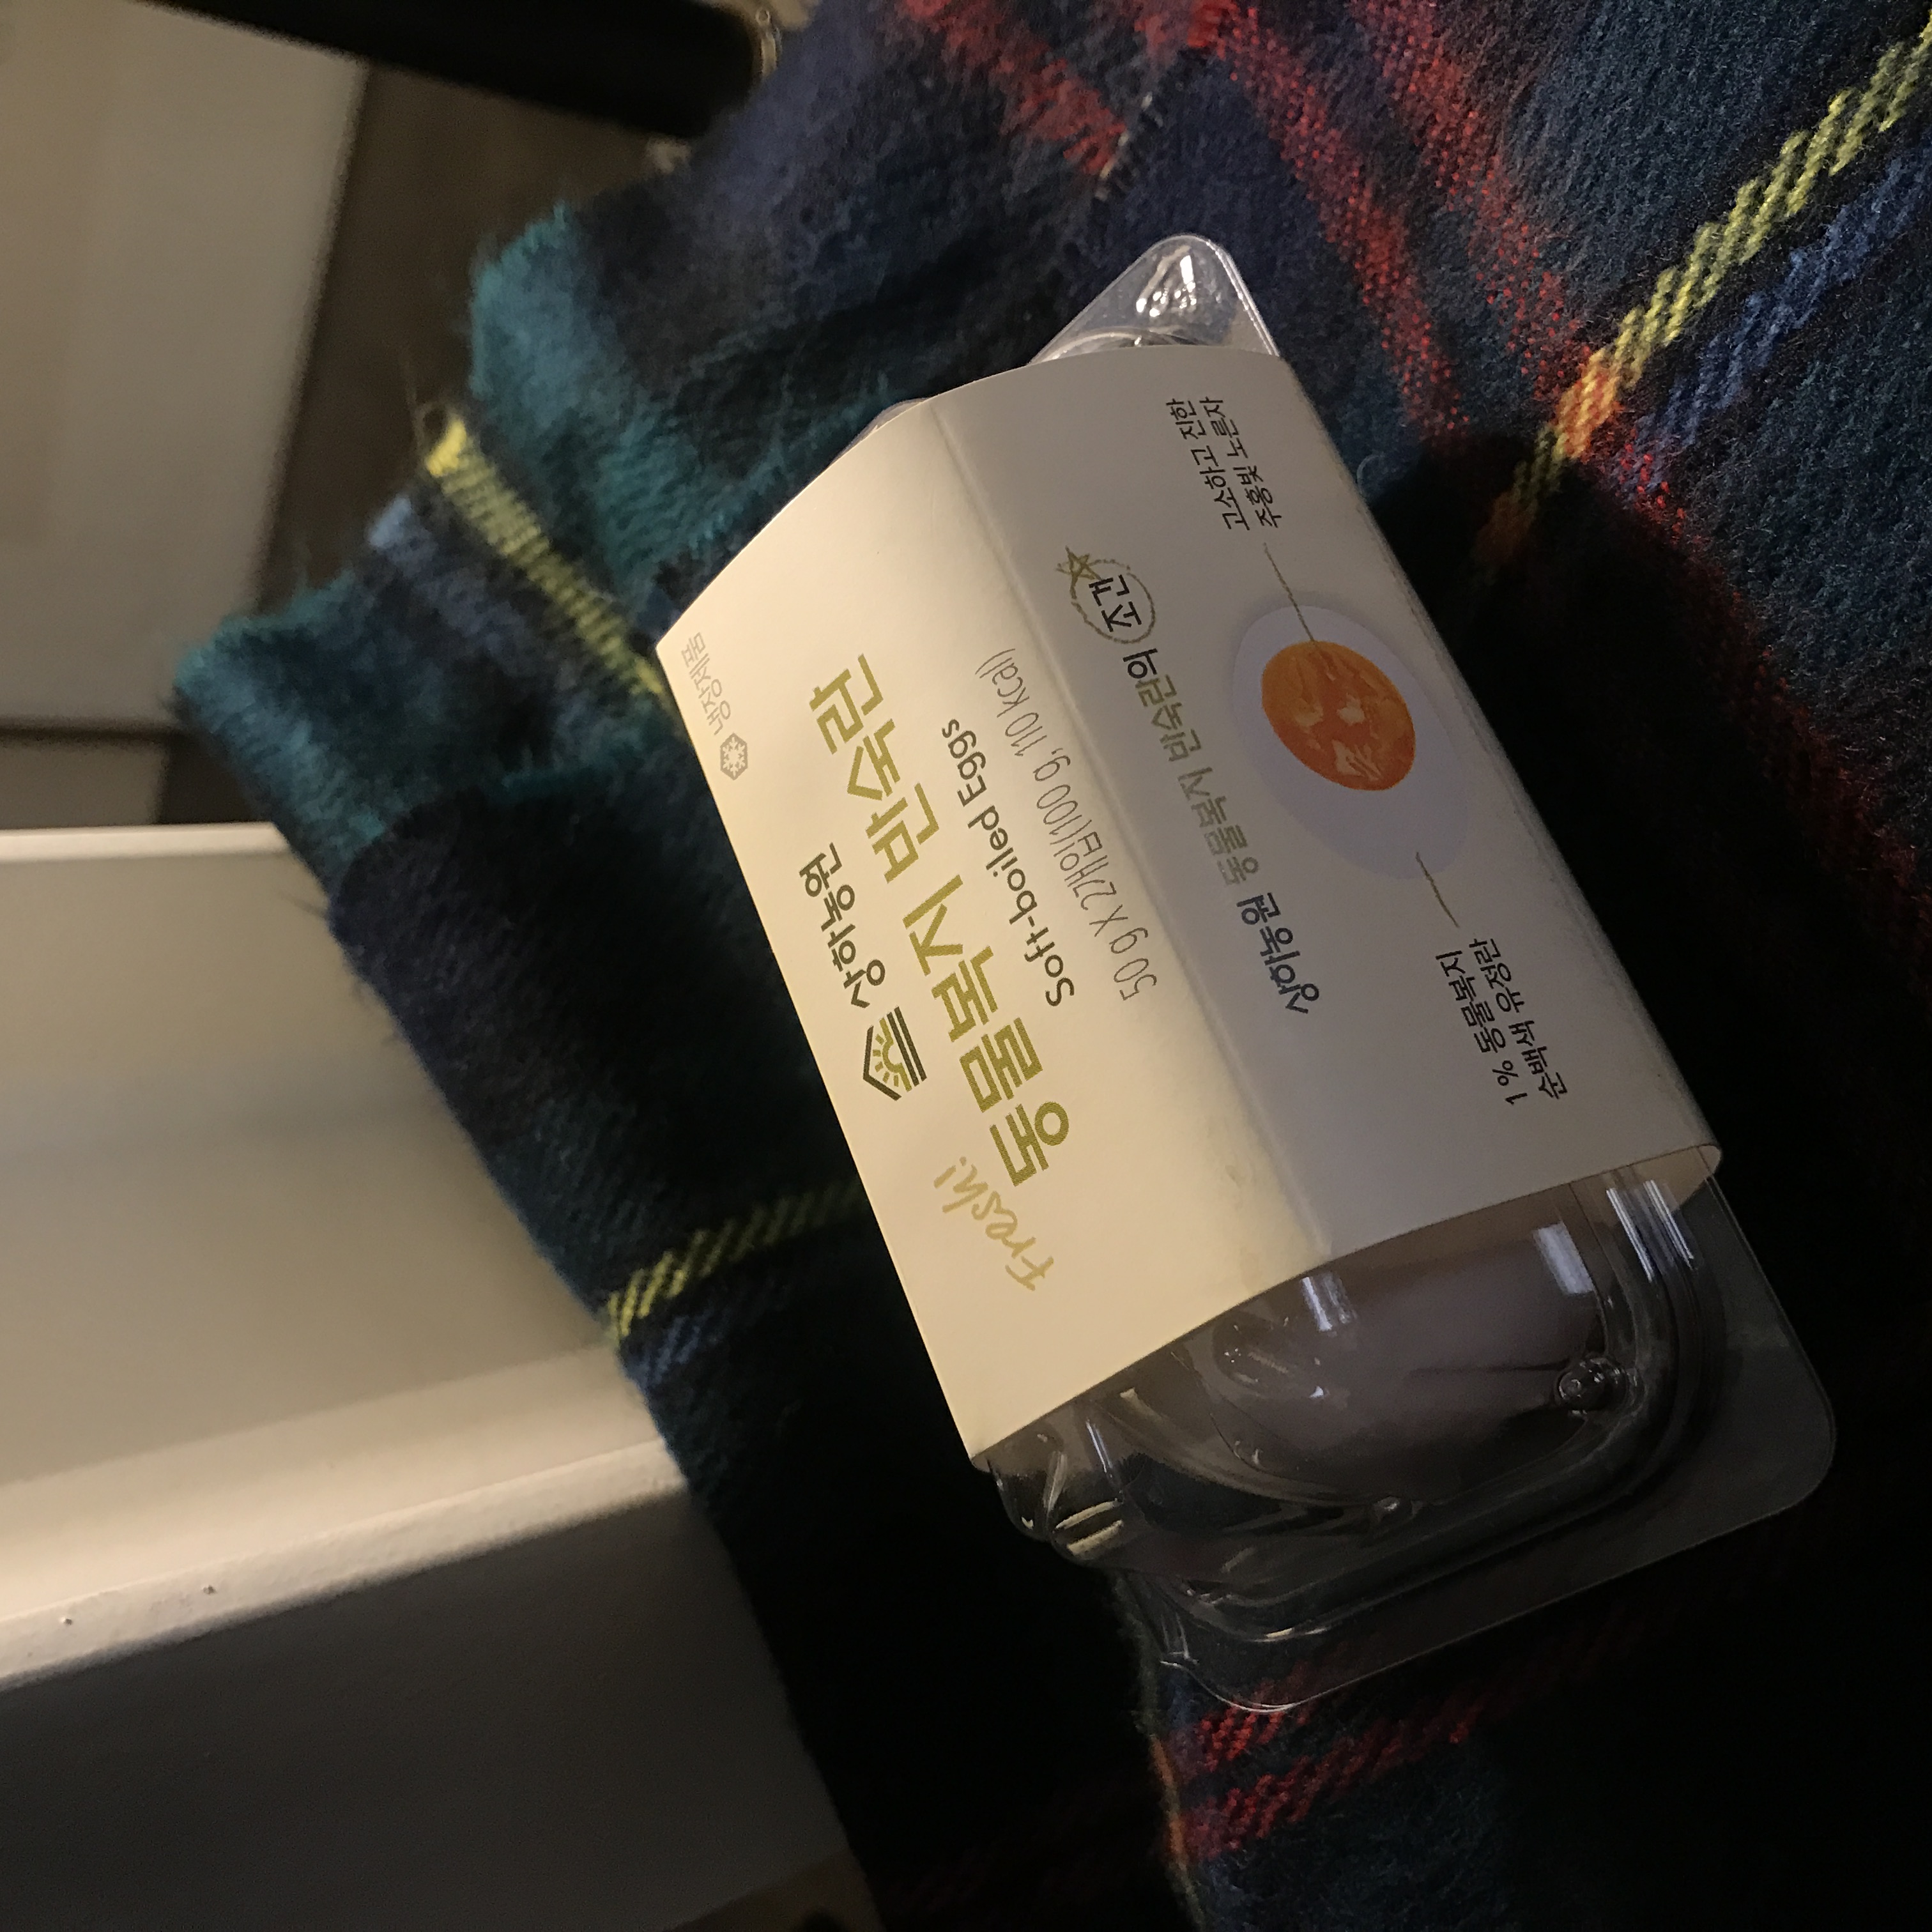 냉장제품
상하농원
Fresh!
동물복지 반숙란
Soft-boiled Eggs
50 g X 2개입(100 g, 110 kcal)
상하농원 동물복지 반숙란의 조건
고소하고 진한
주홍빛 노른자
1% 동물복지
순백색 유정란